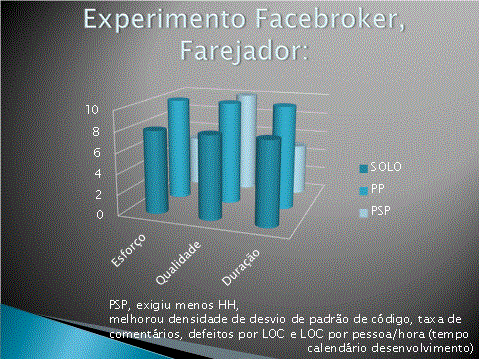 Experimento Facebroker,
Farejador:
10
8
6
4
2
0
Esforço
Qualidade
Duração
SOLO
PP
PSP
PSP, exigiu menos HH,
melhorou densidade de desvio de padrão de código, taxa de
comentários, defeitos por LOC e LOC por pessoa/hora (tempo
calendário desenvolvimento)